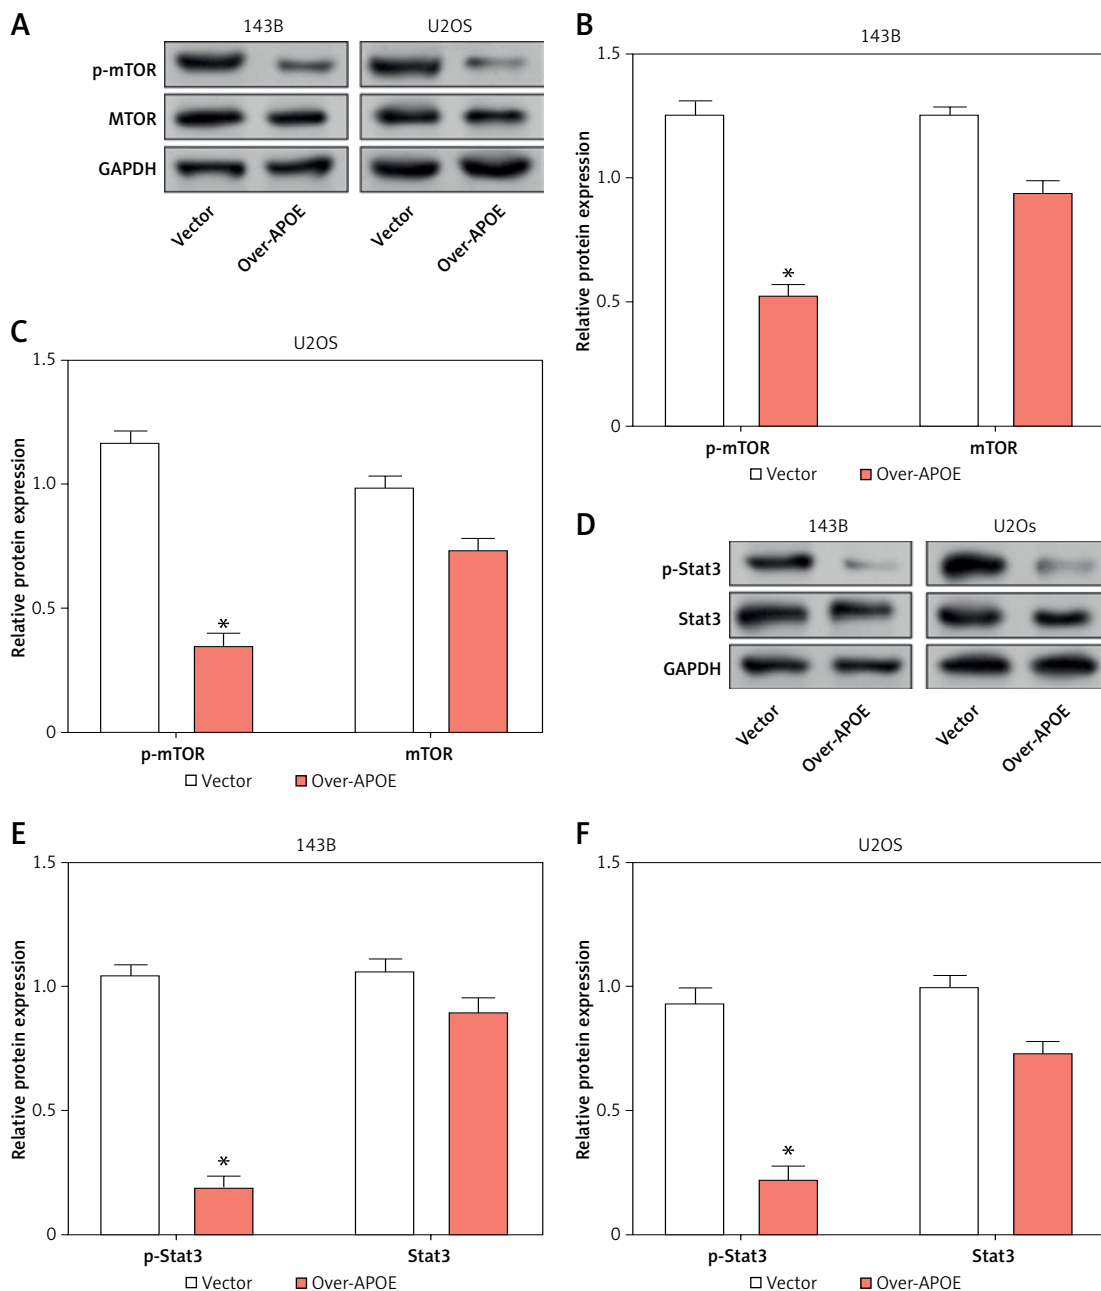 A
143B U2OS
p-mTOR
MTOR
GAPDH
Vector Over-APOE Vector Over-APOE
B
143B
Relative protein expression
1.5
1.0
0.5
0
*
p-mTOR mTOR
Vector Over-APOE
C
U2OS
Relative protein expression
1.5
1.0
0.5
0
*
p-mTOR mTOR
Vector Over-APOE
D
143B U2Os
p-Stat3
Stat3
GAPDH
Vector Over-APOE Vector Over-APOE
E
143B
Relative protein expression
1.5
1.0
0.5
0
*
p-Stat3 Stat3
Vector Over-APOE
F
U2OS
Relative protein expression
1.5
1.0
0.5
0
*
p-Stat3 Stat3
Vector Over-APOE